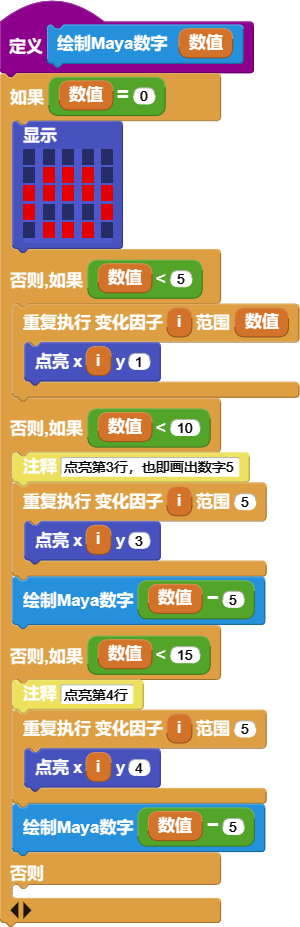 定义 绘制Maya数字 数值
如果 数值 = 0
显示
否则,如果 数值 < 5
重复执行 变化因子 i 范围 数值
点亮 x i y 1
否则,如果 数值 < 10
注释 点亮第3行，也即画出数字5
重复执行 变化因子 i 范围 5
点亮 x i y 3
绘制Maya数字 数值 − 5
否则,如果 数值 < 15
注释 点亮第4行
重复执行 变化因子 i 范围 5
点亮 x i y 4
绘制Maya数字 数值 − 5
否则